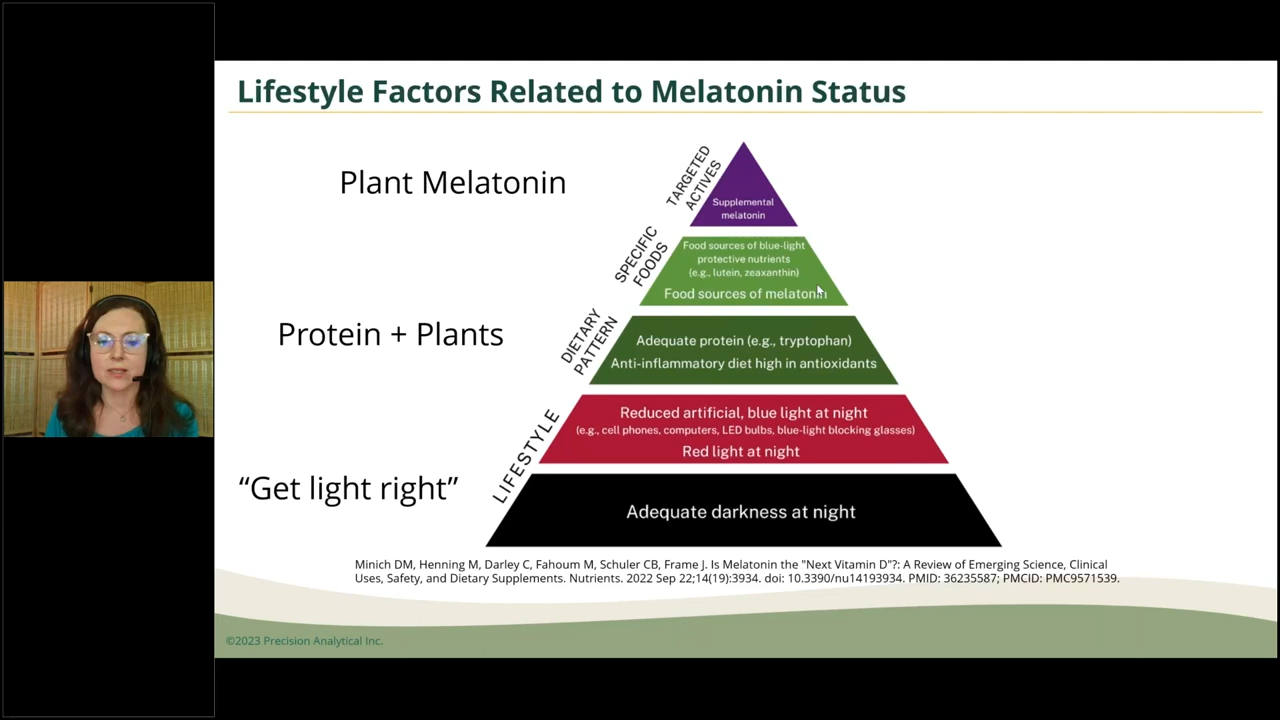 Lifestyle Factors Related to Melatonin Status
Plant Melatonin
TARGETED
ACTIVES
Supplemental
melatonin
SPECIFIC
FOODS
Food sources of blue-light
protective nutrients
(e.g., lutein, zeaxanthin)
Food sources of melatonin
Protein + Plants
DIETARY
PATTERN
Adequate protein (e.g., tryptophan)
Anti-inflammatory diet high in antioxidants
LIFESTYLE
Reduced artificial, blue light at night
(e.g., cell phones, computers, LED bulbs, blue-light blocking glasses)
Red light at night
“Get light right”
Adequate darkness at night
Minich DM, Henning M, Darley C, Fahoum M, Schuler CB, Frame J. Is Melatonin the "Next Vitamin D"?: A Review of Emerging Science, Clinical
Uses, Safety, and Dietary Supplements. Nutrients. 2022 Sep 22;14(19):3934. doi: 10.3390/nu14193934. PMID: 36235587; PMCID: PMC9571539.
©2023 Precision Analytical Inc.